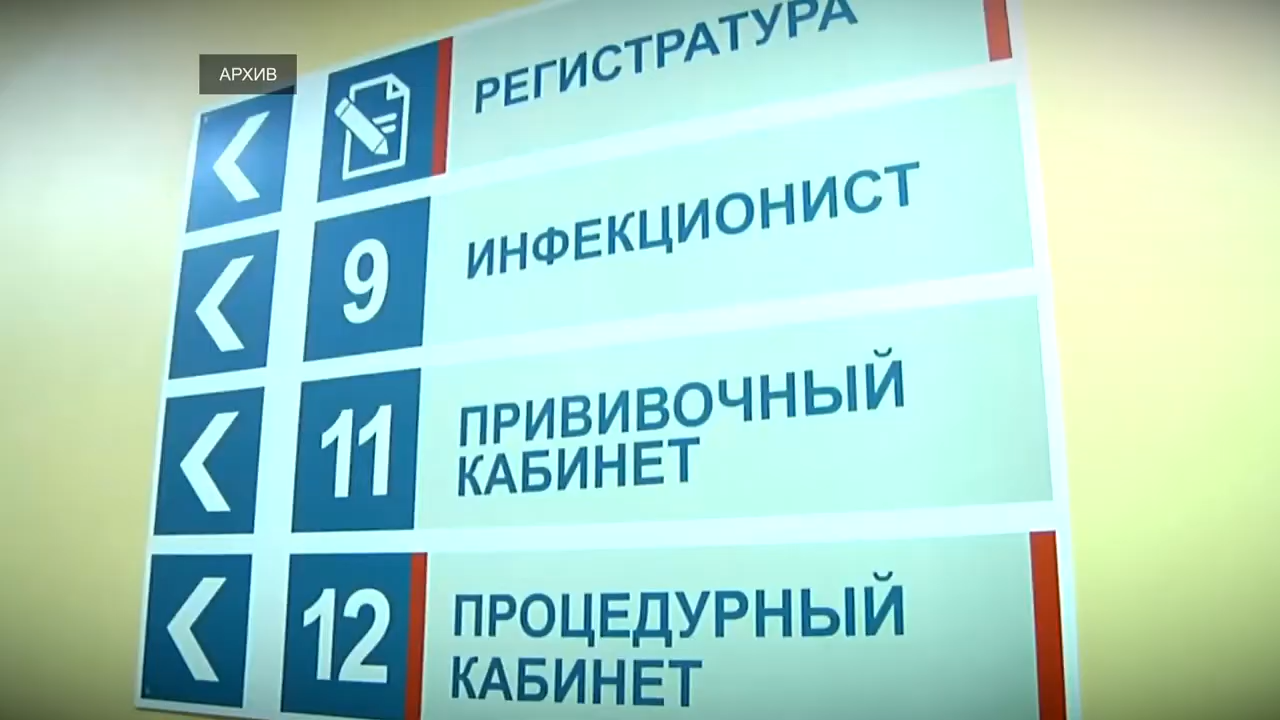 АРХИВ
РЕГИСТРАТУРА
9 ИНФЕКЦИОНИСТ
11 ПРИВИВОЧНЫЙ
КАБИНЕТ
12 ПРОЦЕДУРНЫЙ
КАБИНЕТ